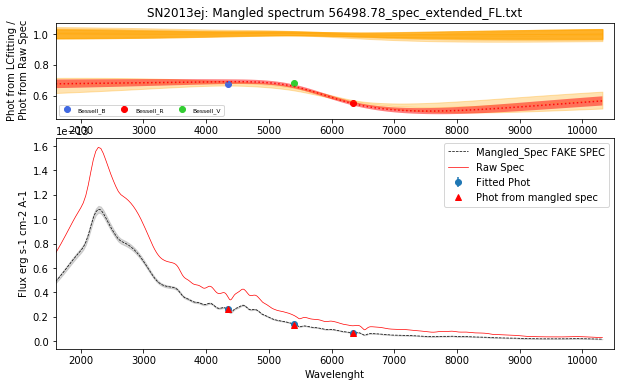 SN2013ej: Mangled spectrum 56498.78_spec_extended_FL.txt
Phot from LCfitting /
Phot from Raw Spec
1.0
0.8
0.6
Bessell_B
Bessell_R
Bessell_V
2000 3000 4000 5000 6000 7000 8000 9000 10000
1e−13
Flux erg s-1 cm-2 A-1
1.6
1.4
1.2
1.0
0.8
0.6
0.4
0.2
0.0
Mangled_Spec FAKE SPEC
Raw Spec
Fitted Phot
Phot from mangled spec
2000 3000 4000 5000 6000 7000 8000 9000 10000
Wavelenght